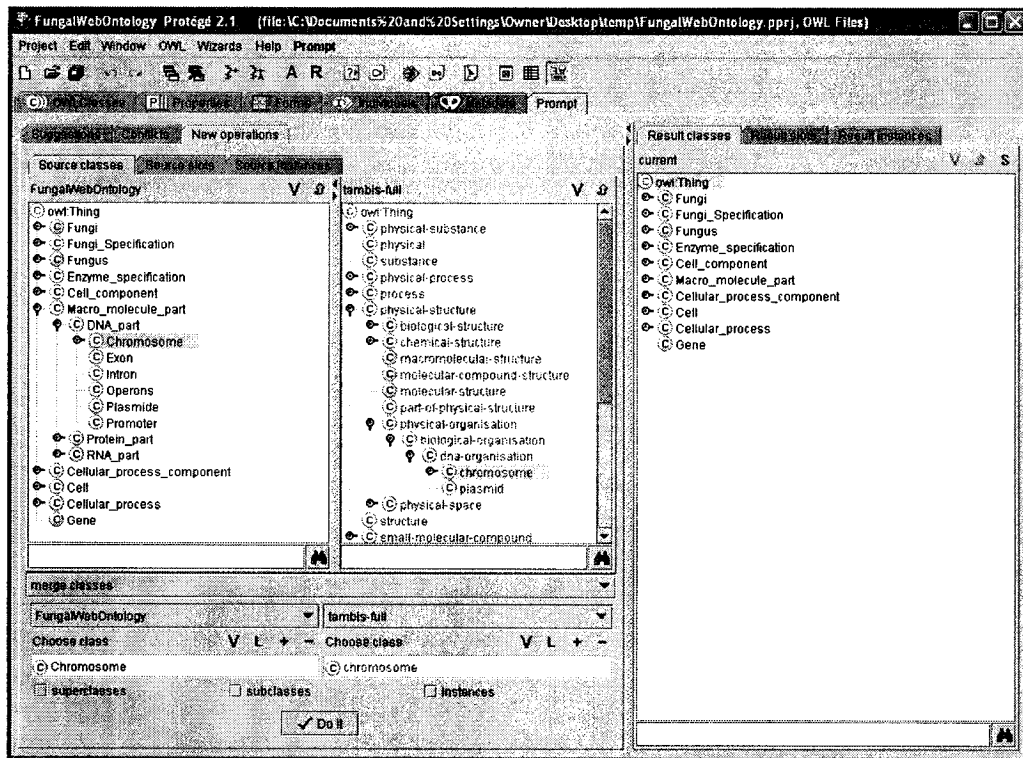 FungalWebOntology Protégé 2.1 (file:\C:\Documents%20and%20Settings\Owner\Desktop\temp\FungalWebOntology.pprj, OWL Files)
Project Edit Window OWL Wizards Help Prompt
OWL Classes Properties Forms Individuals Metadata Prompt
Suggestions Conflicts New operations
Source classes Source slots Source instances
FungalWebOntology V
owl:Thing
Fungi
Fungi_Specification
Fungus
Enzyme_specification
Cell_component
Macro_molecule_part
DNA_part
Chromosome
Exon
Intron
Operons
Plasmide
Promoter
Protein_part
RNA_part
Cellular_process_component
Cell
Cellular_process
Gene
tambis-full V
owl:Thing
physical-substance
physical
substance
physical-process
process
physical-structure
biological-structure
chemical-structure
macromolecular-structure
molecular-compound-structure
molecular-structure
part-of-physical-structure
physical-organisation
biological-organisation
dna-organisation
chromosome
plasmid
physical-space
structure
small-molecular-compound
merge classes
FungalWebOntology tambis-full
Choose class V L + − Choose class V L + −
Chromosome chromosome
superclasses subclasses instances
Do it
Result classes Result slots Result instances
current V S
owl:Thing
Fungi
Fungi_Specification
Fungus
Enzyme_specification
Cell_component
Macro_molecule_part
Cellular_process_component
Cell
Cellular_process
Gene